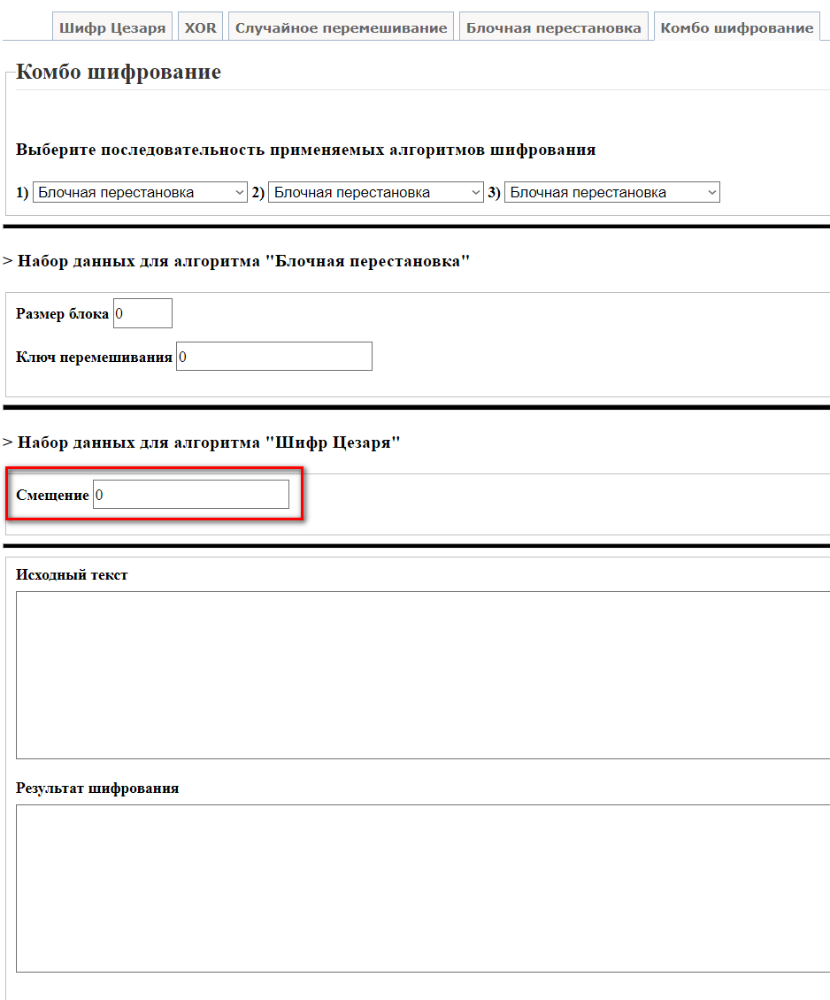 Шифр Цезаря XOR Случайное перемешивание Блочная перестановка Комбо шифрование
Комбо шифрование
Выберите последовательность применяемых алгоритмов шифрования
1) Блочная перестановка 2) Блочная перестановка 3) Блочная перестановка
> Набор данных для алгоритма "Блочная перестановка"
Размер блока 0
Ключ перемешивания 0
> Набор данных для алгоритма "Шифр Цезаря"
Смещение 0
Исходный текст
Результат шифрования